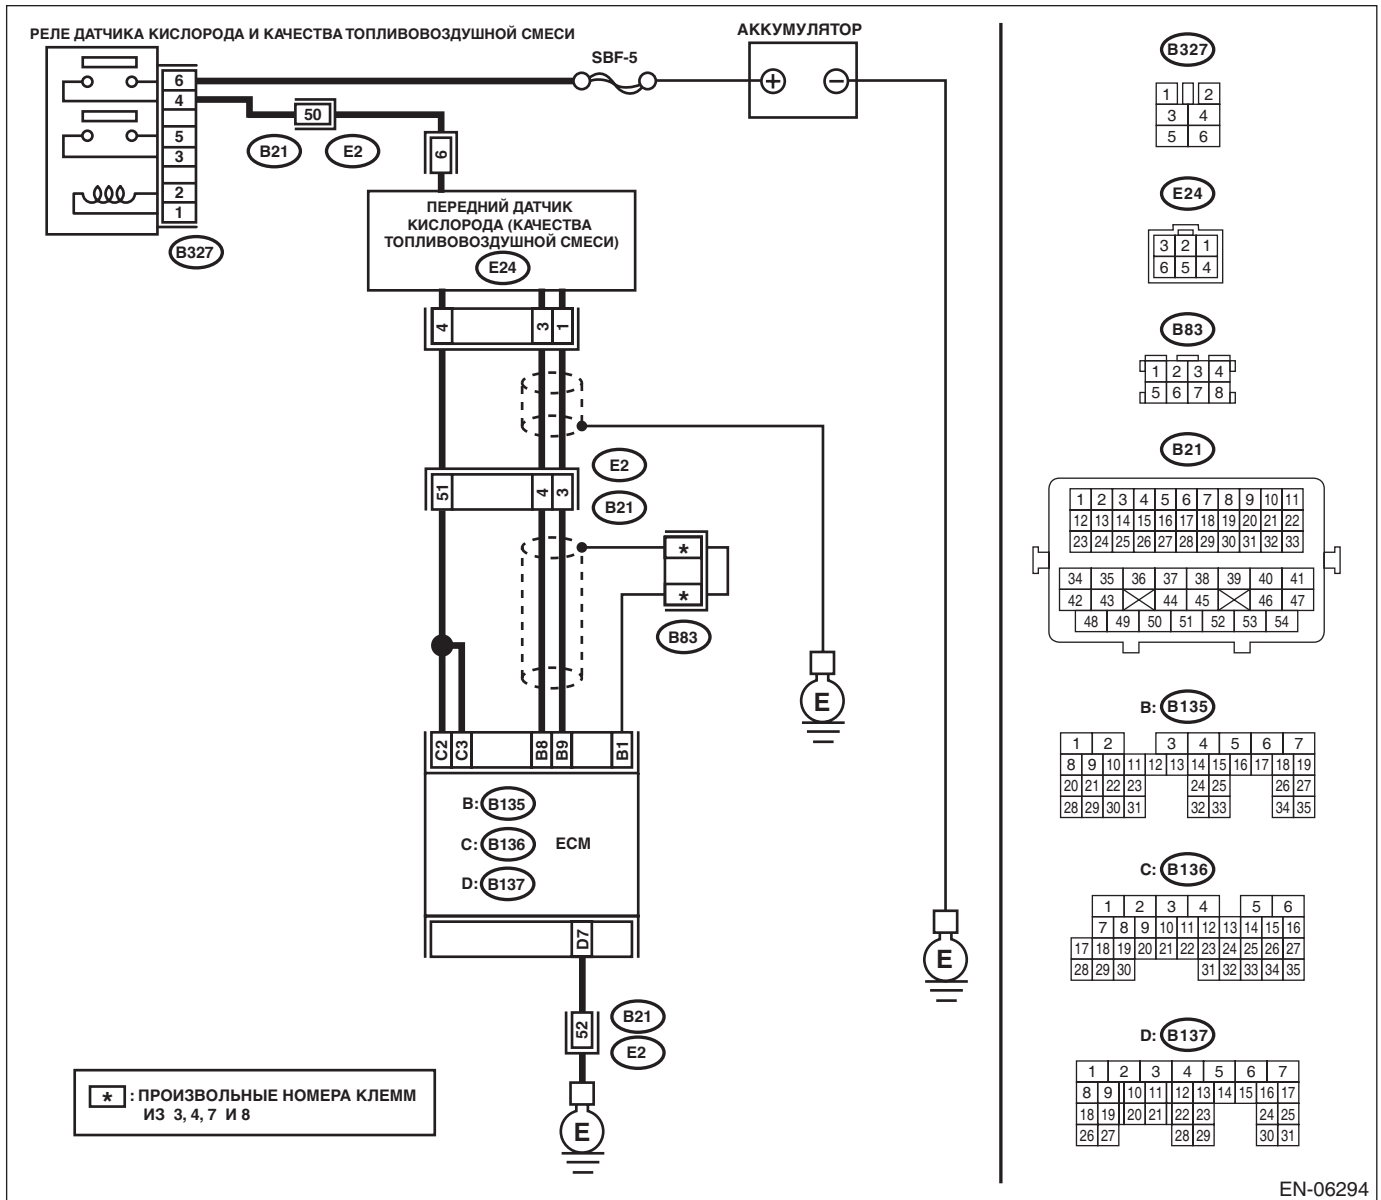 РЕЛЕ ДАТЧИКА КИСЛОРОДА И КАЧЕСТВА ТОПЛИВОВОЗДУШНОЙ СМЕСИ
SBF-5
АККУМУЛЯТОР
6
4
5
3
2
1
B327
50
B21
E2
6
ПЕРЕДНИЙ ДАТЧИК
КИСЛОРОДА (КАЧЕСТВА
ТОПЛИВОВОЗДУШНОЙ СМЕСИ)
E24
4 3 1
E2
51 4 3
B21
*
*
B83
E
C2 C3 B8 B9 B1
B: B135
C: B136 ECM
D: B137
D7
E
52
B21
E2
E
* : ПРОИЗВОЛЬНЫЕ НОМЕРА КЛЕММ
ИЗ 3, 4, 7 И 8
B327
1 2
3 4
5 6
E24
3 2 1
6 5 4
B83
1 2 3 4
5 6 7 8
B21
1 2 3 4 5 6 7 8 9 10 11
12 13 14 15 16 17 18 19 20 21 22
23 24 25 26 27 28 29 30 31 32 33
34 35 36 37 38 39 40 41
42 43 44 45 46 47
48 49 50 51 52 53 54
B: B135
1 2 3 4 5 6 7
8 9 10 11 12 13 14 15 16 17 18 19
20 21 22 23 24 25 26 27
28 29 30 31 32 33 34 35
C: B136
1 2 3 4 5 6
7 8 9 10 11 12 13 14 15 16
17 18 19 20 21 22 23 24 25 26 27
28 29 30 31 32 33 34 35
D: B137
1 2 3 4 5 6 7
8 9 10 11 12 13 14 15 16 17
18 19 20 21 22 23 24 25
26 27 28 29 30 31
EN-06294